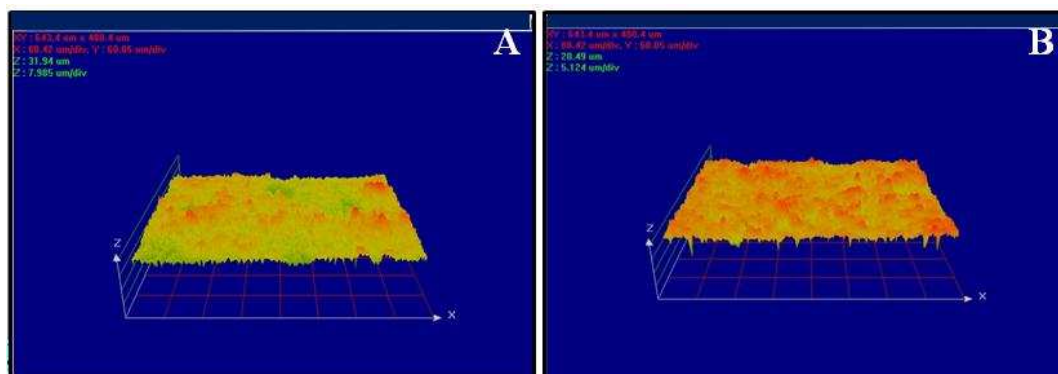 A
XY : 643.4 um x 480.4 um
X : 80.42 um/div, Y : 60.05 um/div
Z : 31.94 um
Z : 7.985 um/div
Z
X
B
XY : 643.4 um x 480.4 um
X : 80.42 um/div, Y : 60.05 um/div
Z : 20.49 um
Z : 5.124 um/div
Z
X